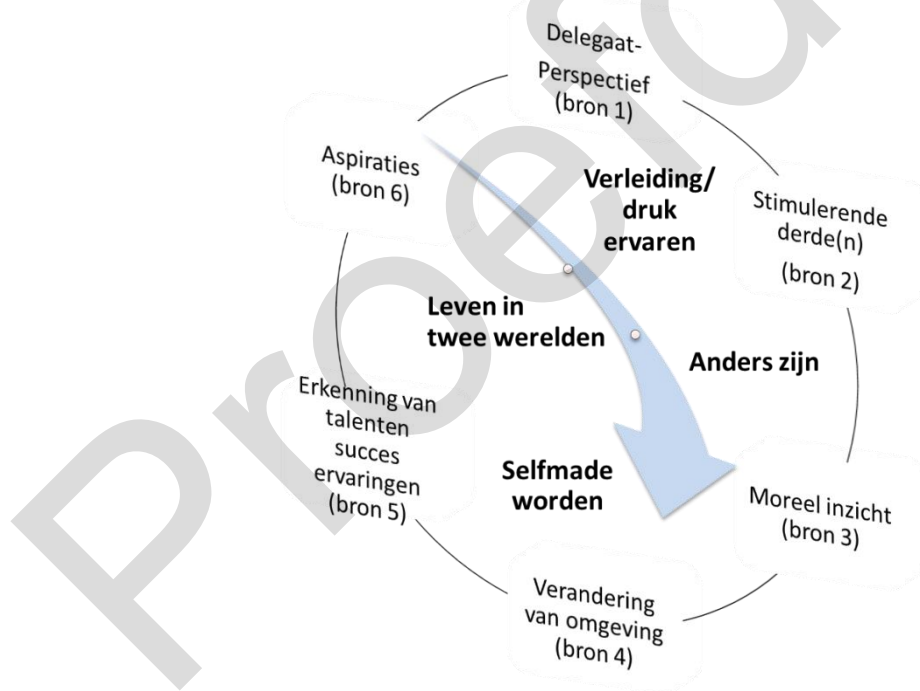 Delegaat-
Perspectief
(bron 1)
Aspiraties
(bron 6)
Verleiding/
druk
ervaren
Stimulerende
derde(n)
(bron 2)
Leven in
twee werelden
Anders zijn
Erkenning van
talenten
succes
ervaringen
(bron 5)
Selfmade
worden
Moreel inzicht
(bron 3)
Verandering
van omgeving
(bron 4)